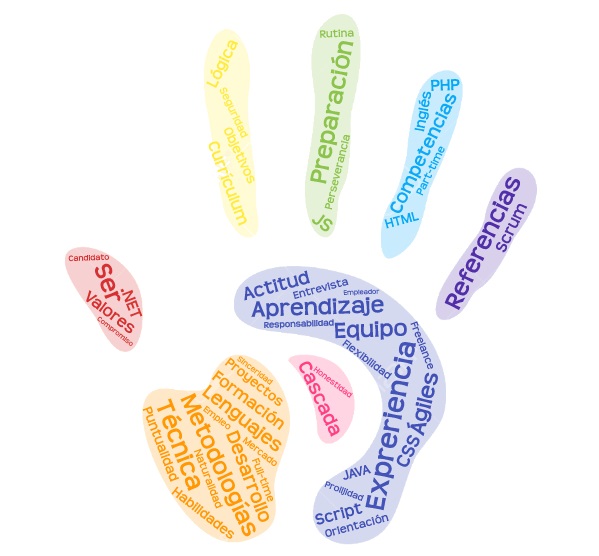 Lógica
Seguridad
Objetivos
Currículum
Rutina
Preparación
Perseverancia
JS
PHP
Inglés
Competencias
Part-time
HTML
Referencias
scrum
Candidato
Ser
.NET
Valores
Compromiso
Actitud
Entrevista
Empleador
Aprendizaje
Responsabilidad
Equipo
Flexibilidad
Freelance
Expreriencia
Ágiles
CSS
JAVA
Prolijidad
Script
Orientación
Cascada
Honestidad
Sinceridad
Proyectos
Formación
Lenguajes
Empleo
Metodologías
Técnica
Puntualidad
Desarrollo
Mercado
Full-time
Naturalidad
Habilidades